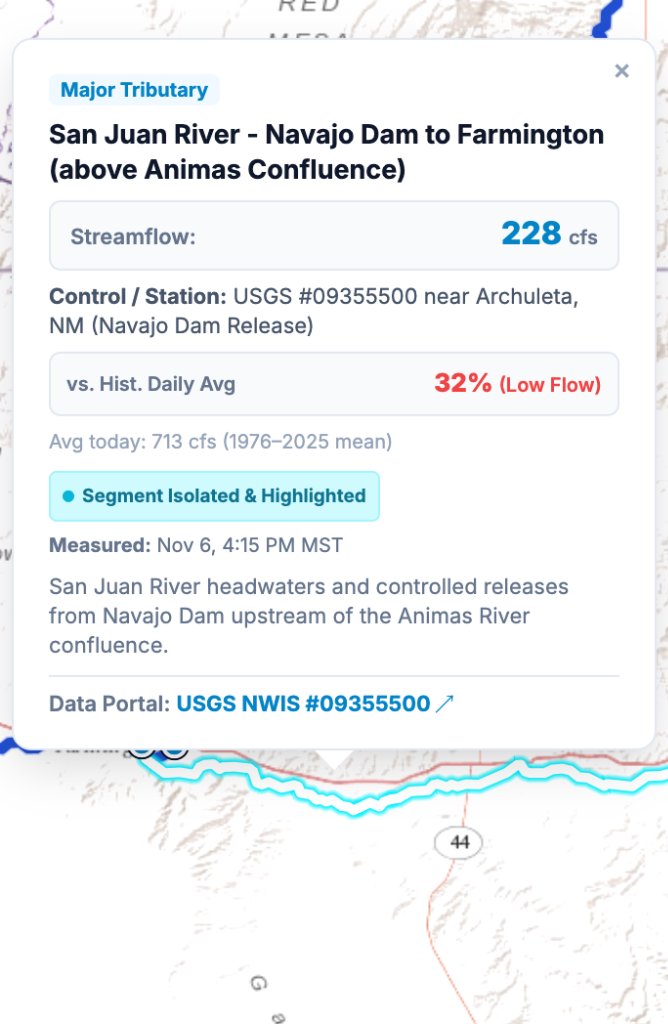 RED
MESA
×
Major Tributary
San Juan River - Navajo Dam to Farmington
(above Animas Confluence)
Streamflow: 228 cfs
Control / Station: USGS #09355500 near Archuleta,
NM (Navajo Dam Release)
vs. Hist. Daily Avg 32% (Low Flow)
Avg today: 713 cfs (1976–2025 mean)
Segment Isolated & Highlighted
Measured: Nov 6, 4:15 PM MST
San Juan River headwaters and controlled releases
from Navajo Dam upstream of the Animas River
confluence.
Data Portal: USGS NWIS #09355500 ↗
44
G
a